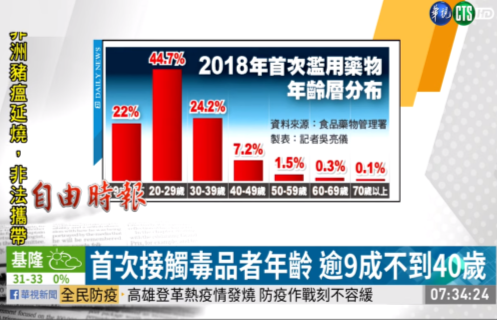 華視 CTS HD
非洲豬瘟延燒，非法攜帶
44.7%
22%
24.2%
7.2%
1.5%
0.3%
0.1%
2018年首次濫用藥物
年齡層分布
資料來源：食品藥物管理署
製表：記者吳亮儀
20-29歲
30-39歲
40-49歲
50-59歲
60-69歲
70歲以上
自由時報
基隆
31-33 0%
首次接觸毒品者年齡 逾9成不到40歲
華視新聞
全民防疫
高雄登革熱疫情發燒 防疫作戰刻不容緩
07:34:24